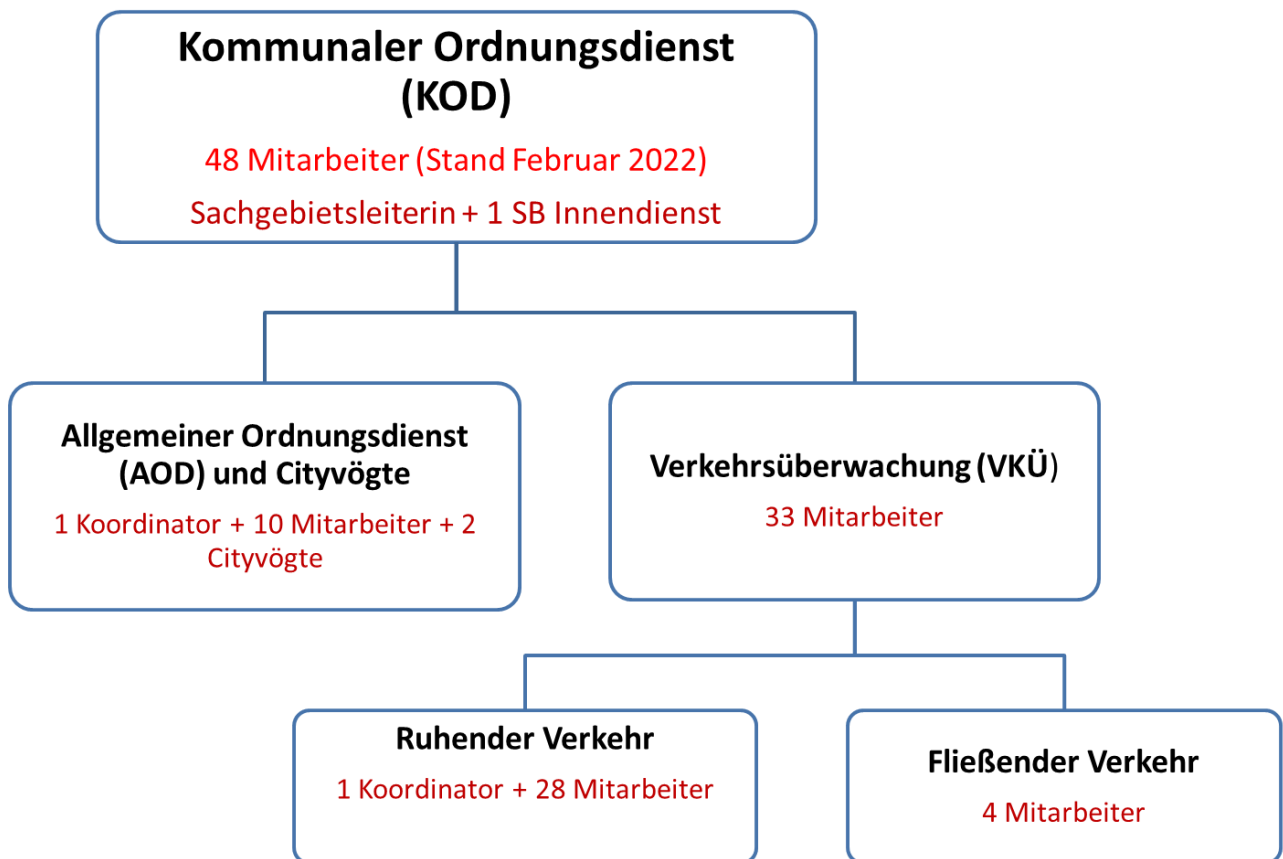 Kommunaler Ordnungsdienst
(KOD)
48 Mitarbeiter (Stand Februar 2022)
Sachgebietsleiterin + 1 SB Innendienst
Allgemeiner Ordnungsdienst
(AOD) und Cityvögte
1 Koordinator + 10 Mitarbeiter + 2
Cityvögte
Verkehrsüberwachung (VKÜ)
33 Mitarbeiter
Ruhender Verkehr
1 Koordinator + 28 Mitarbeiter
Fließender Verkehr
4 Mitarbeiter